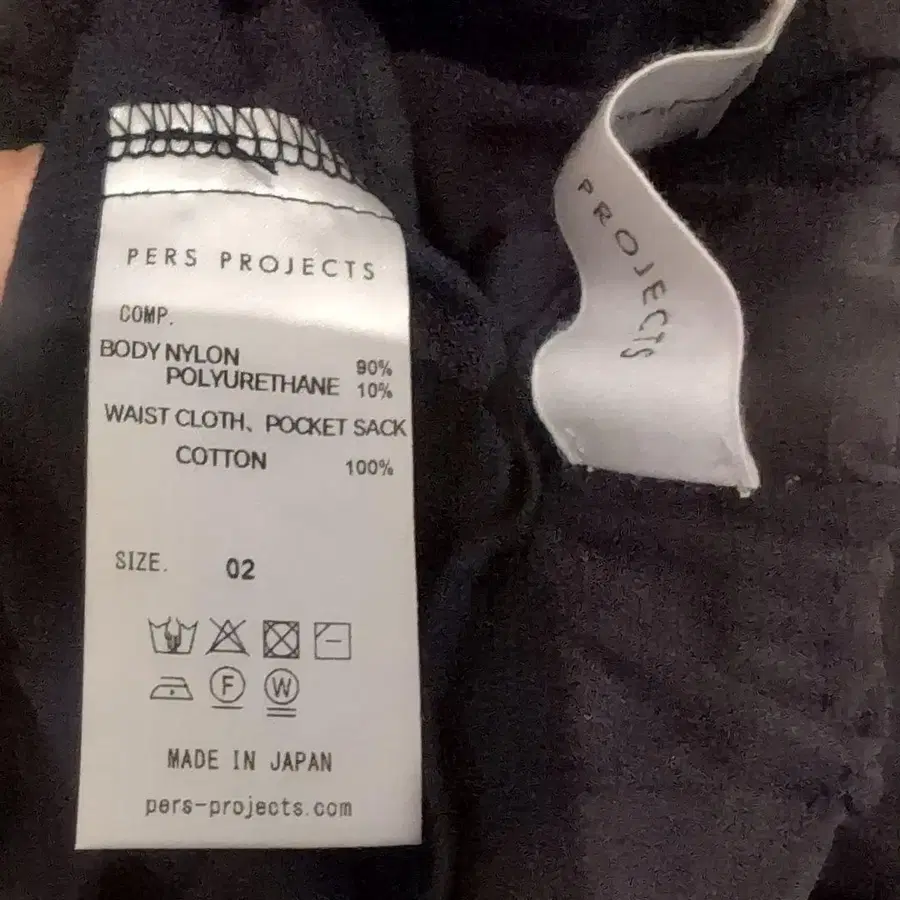 PERS PROJECTS
COMP.
BODY NYLON 90%
POLYURETHANE 10%
WAIST CLOTH、POCKET SACK
COTTON 100%
SIZE. 02
F W
MADE IN JAPAN
pers-projects.com
PROJECTS